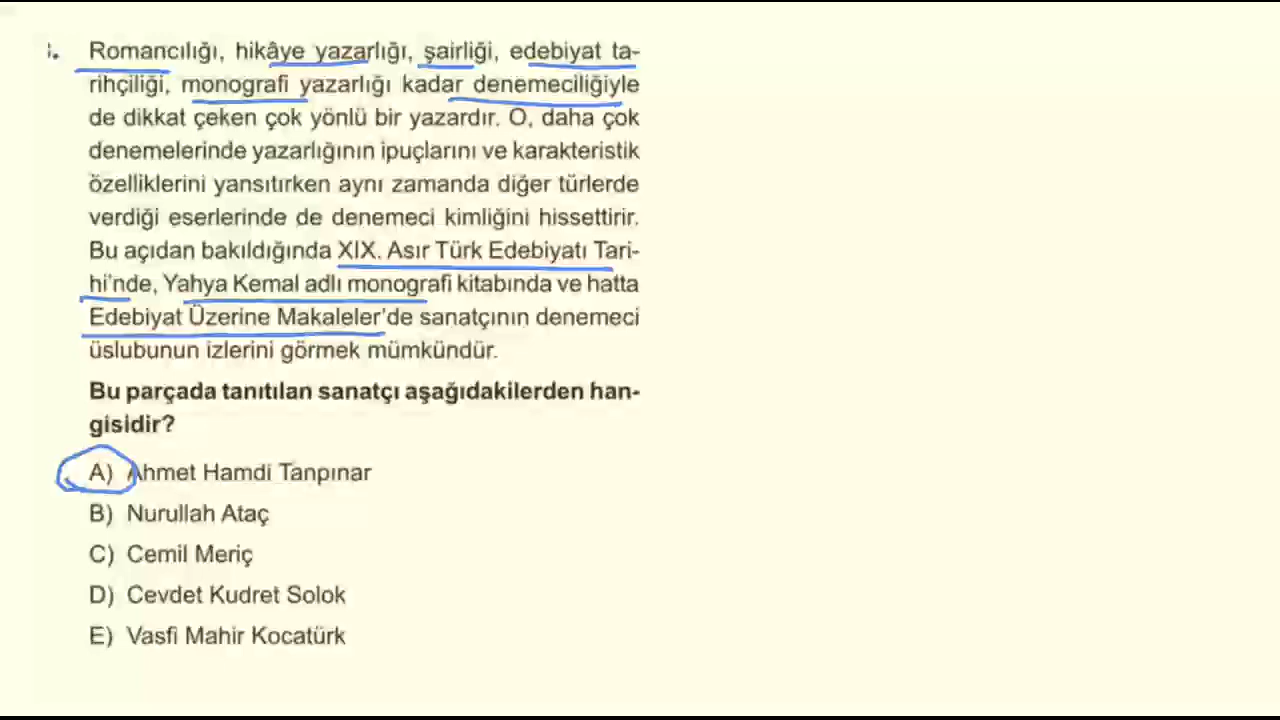 Romancılığı, hikâye yazarlığı, şairliği, edebiyat ta-
rihçiliği, monografi yazarlığı kadar denemeciliğiyle
de dikkat çeken çok yönlü bir yazardır. O, daha çok
denemelerinde yazarlığının ipuçlarını ve karakteristik
özelliklerini yansıtırken aynı zamanda diğer türlerde
verdiği eserlerinde de denemeci kimliğini hissettirir.
Bu açıdan bakıldığında XIX. Asır Türk Edebiyatı Tari-
hi'nde, Yahya Kemal adlı monografi kitabında ve hatta
Edebiyat Üzerine Makaleler'de sanatçının denemeci
üslubunun izlerini görmek mümkündür.
Bu parçada tanıtılan sanatçı aşağıdakilerden han-
gisidir?
A) Ahmet Hamdi Tanpınar
B) Nurullah Ataç
C) Cemil Meriç
D) Cevdet Kudret Solok
E) Vasfi Mahir Kocatürk